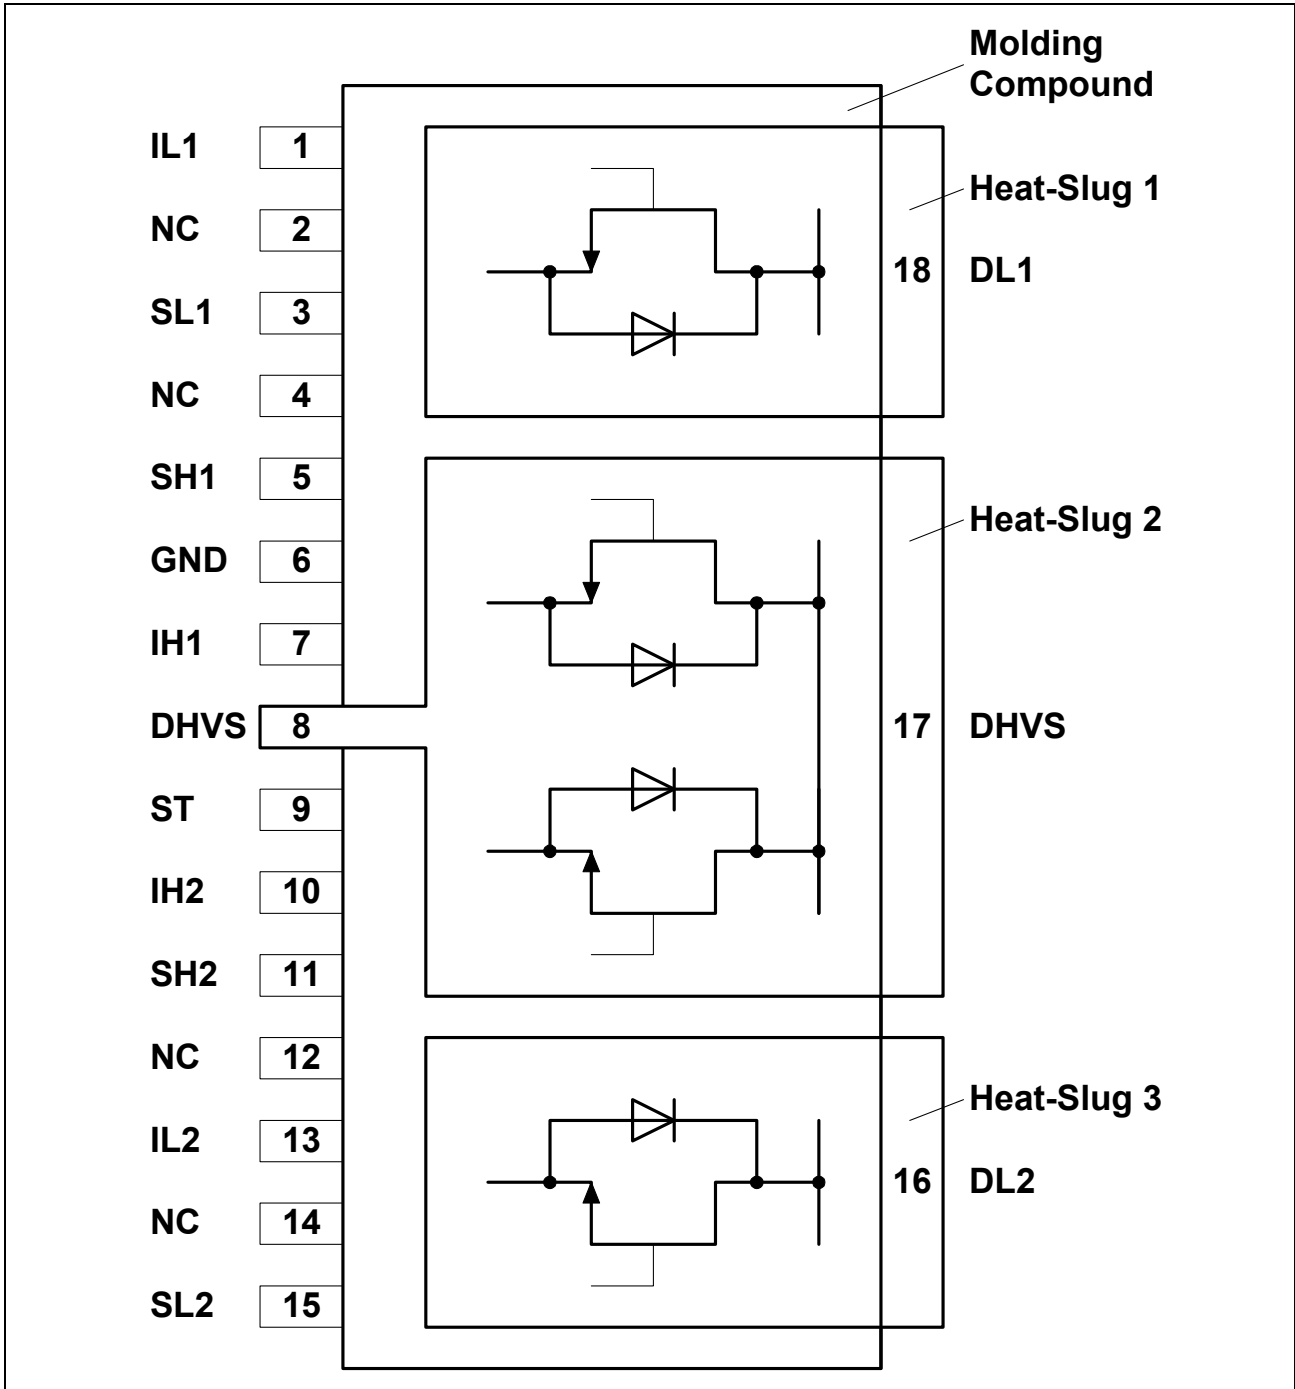 Molding
Compound
IL1 1
NC 2
Heat-Slug 1
18 DL1
SL1 3
NC 4
SH1 5
Heat-Slug 2
GND 6
IH1 7
DHVS 8
17 DHVS
ST 9
IH2 10
SH2 11
NC 12
Heat-Slug 3
IL2 13
16 DL2
NC 14
SL2 15